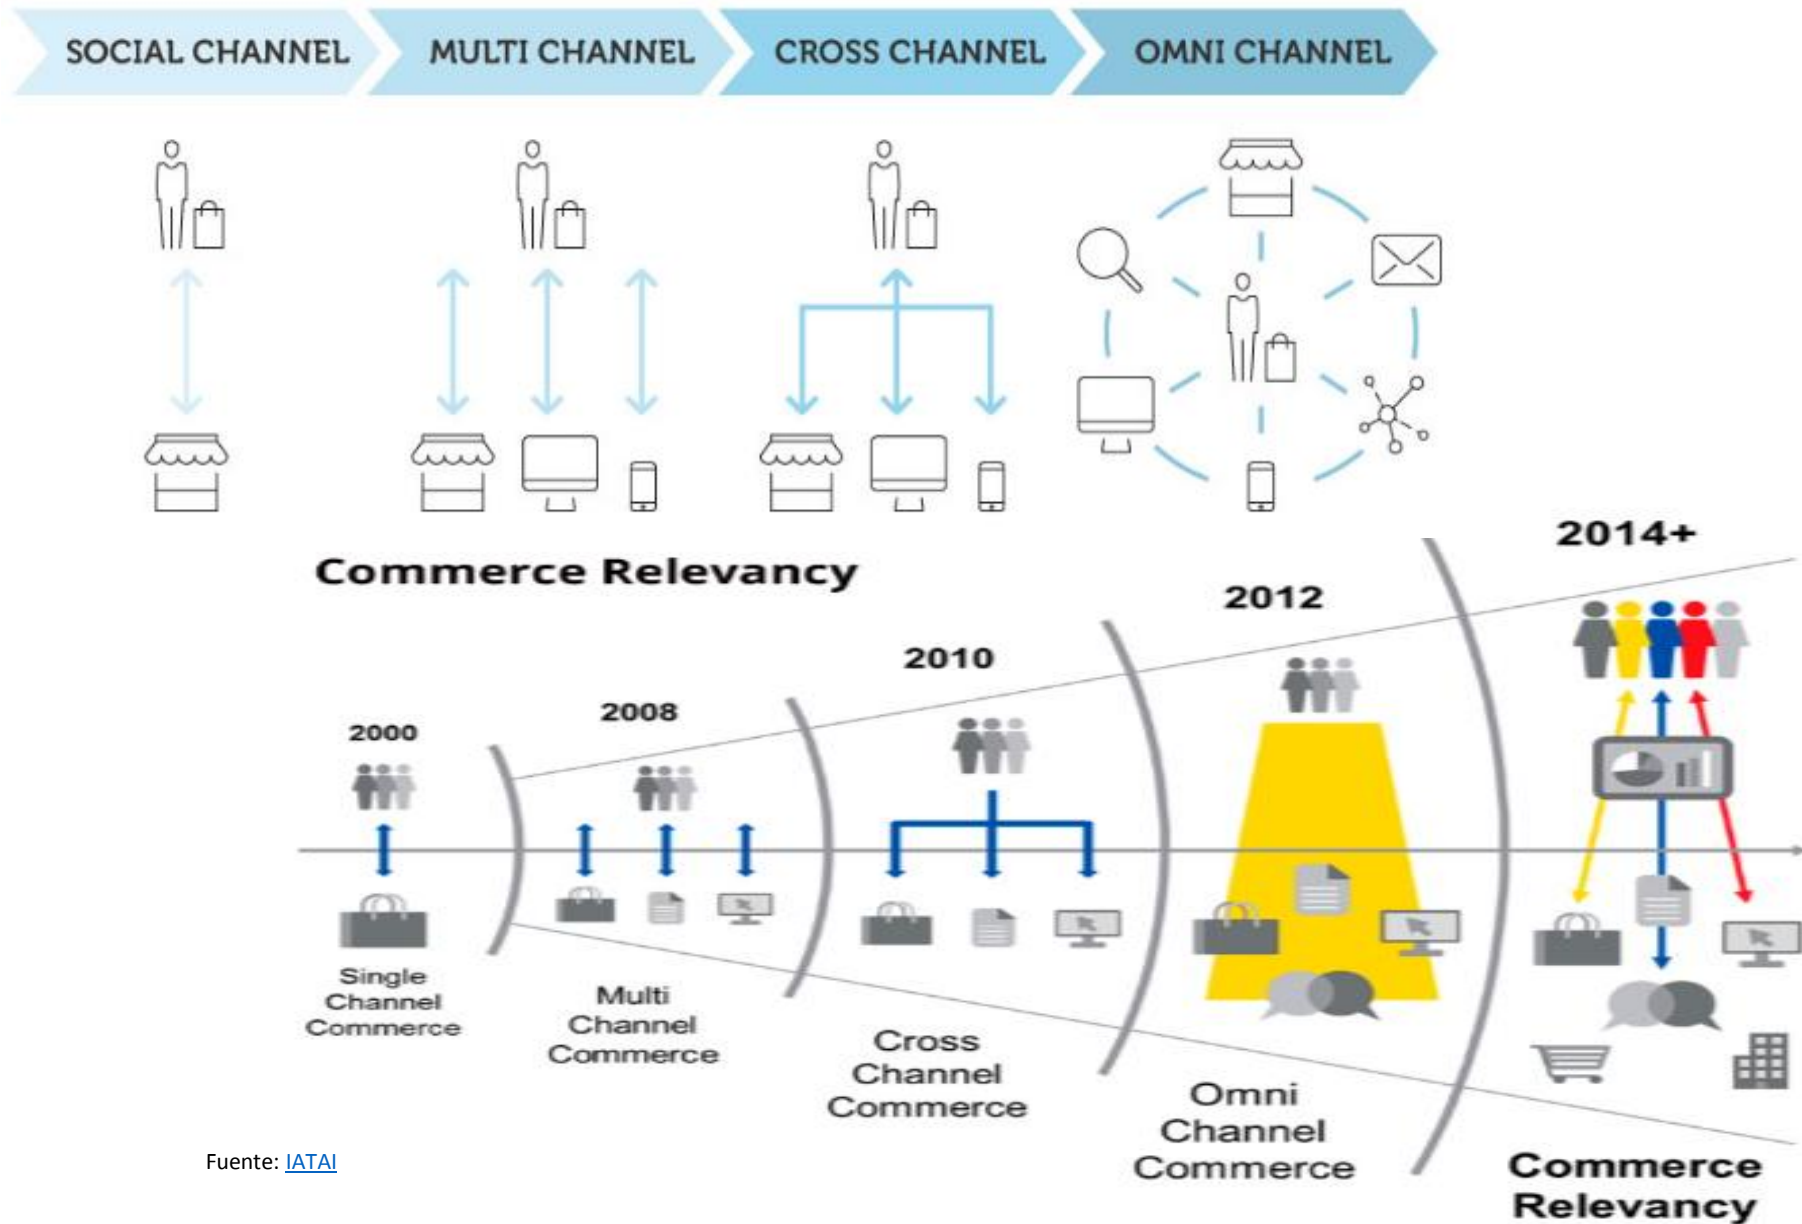 SOCIAL CHANNEL
MULTI CHANNEL
CROSS CHANNEL
OMNI CHANNEL
Commerce Relevancy
2000
2008
2010
2012
2014+
Single
Channel
Commerce
Multi
Channel
Commerce
Cross
Channel
Commerce
Omni
Channel
Commerce
Commerce
Relevancy
Fuente: IATAI